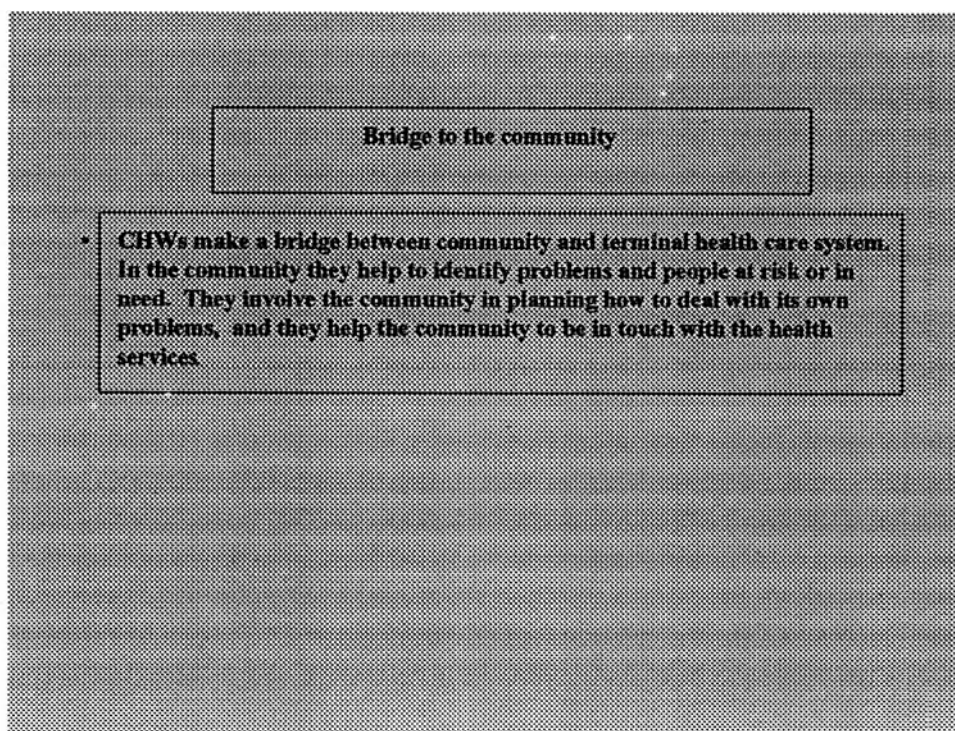 Bridge to the community
• CHWs make a bridge between community and terminal health care system.
In the community they help to identify problems and people at risk or in
need. They involve the community in planning how to deal with its own
problems, and they help the community to be in touch with the health
services